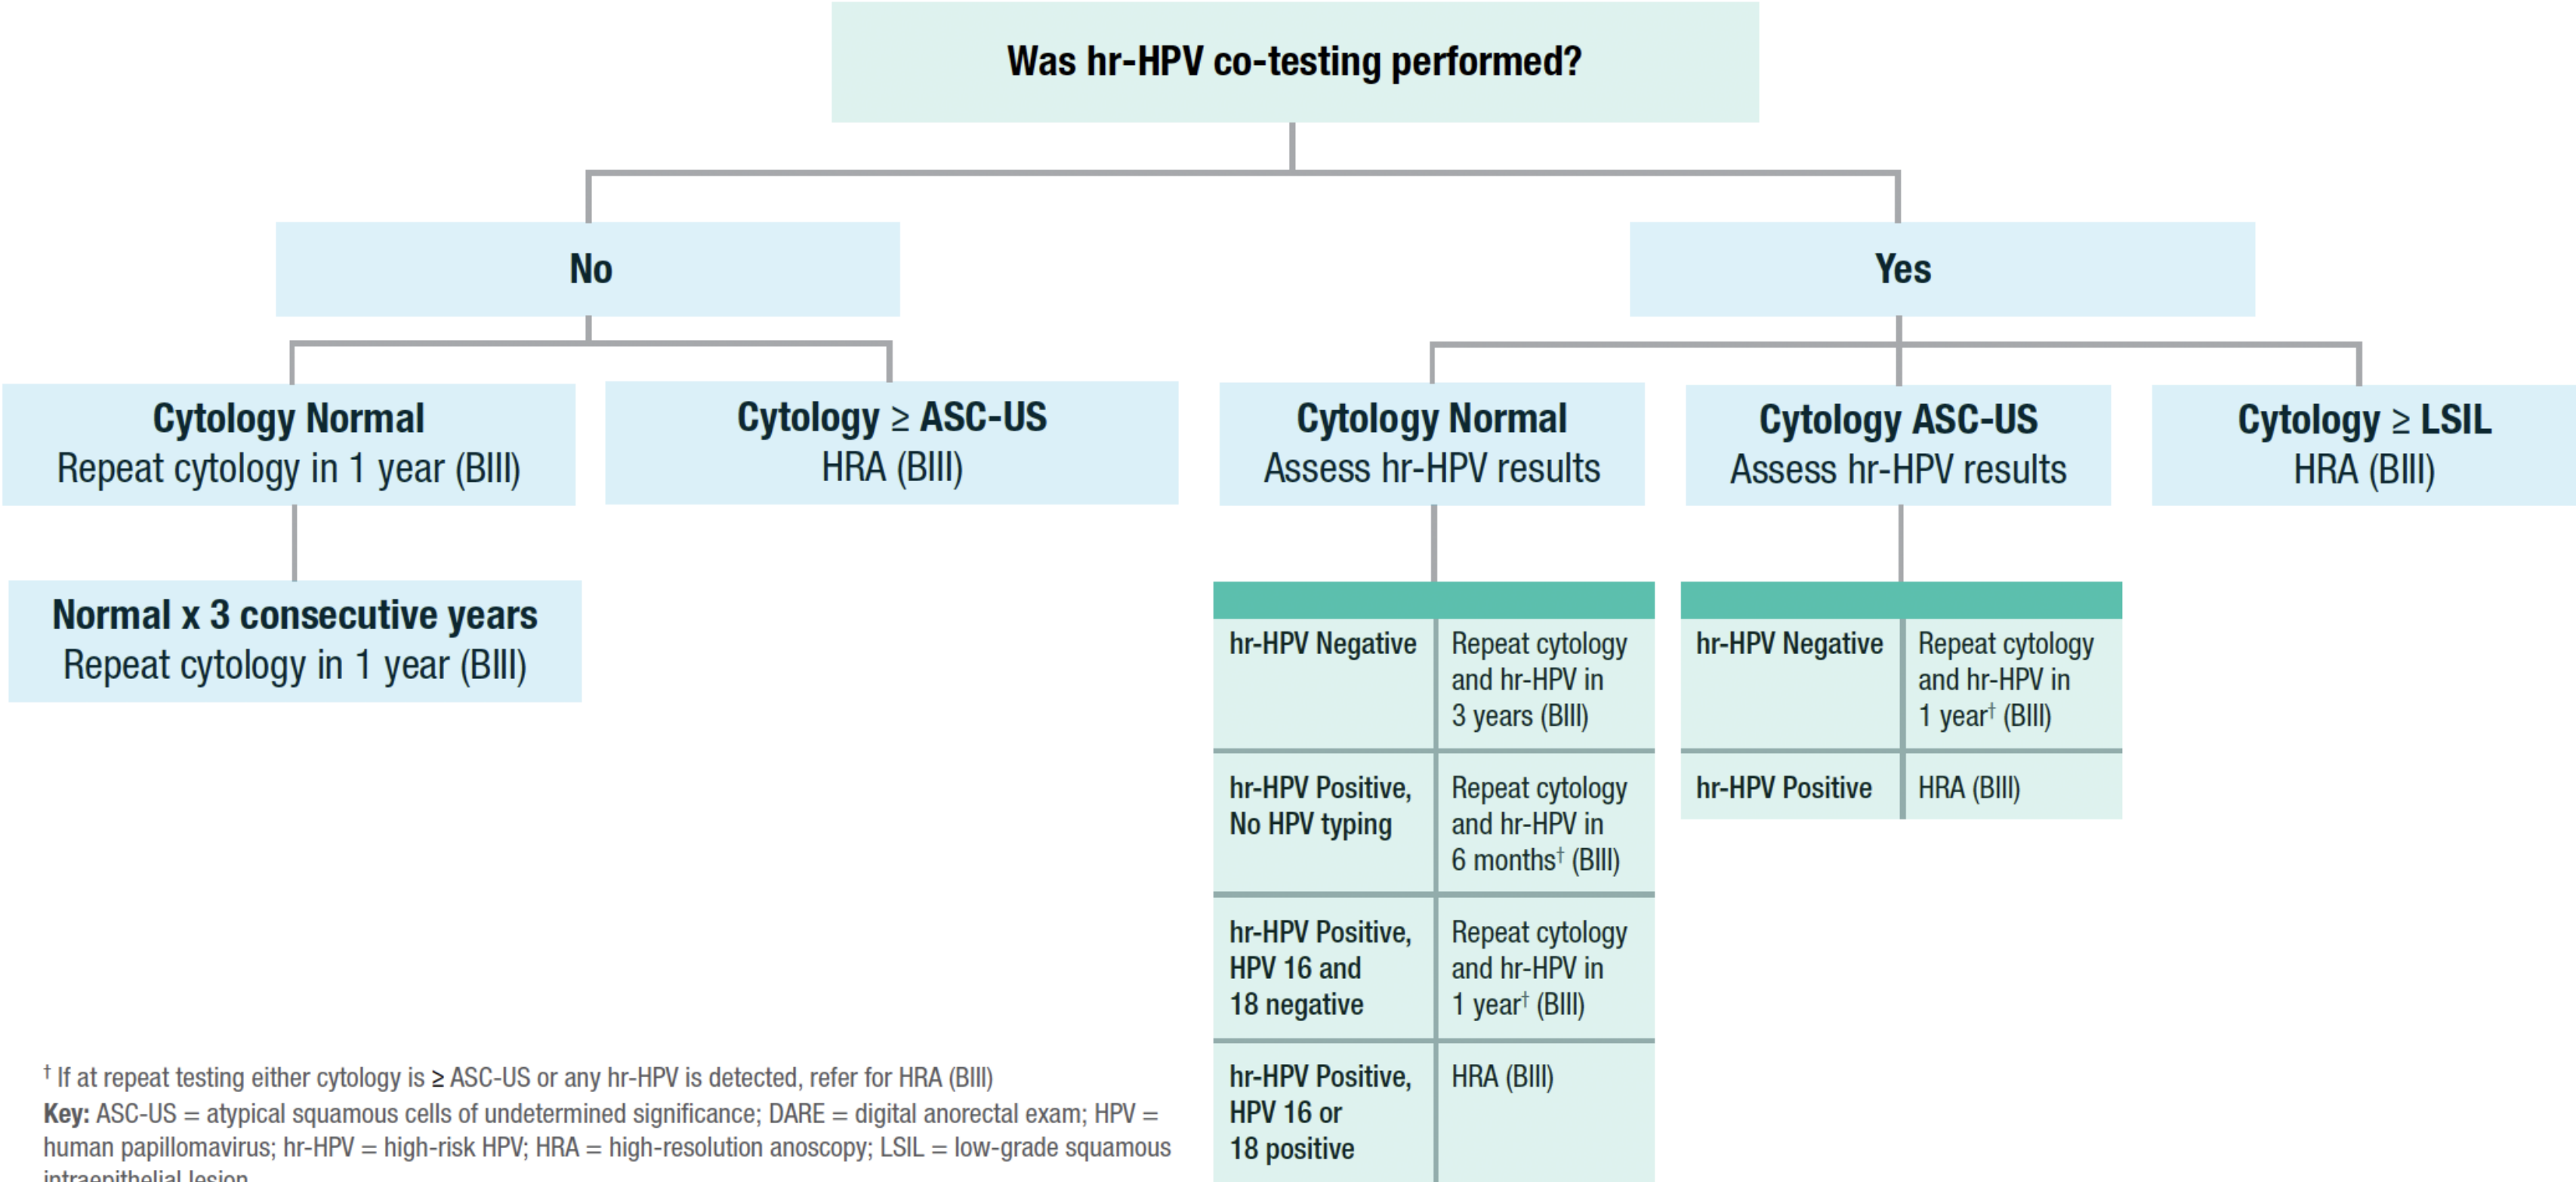 Was hr-HPV co-testing performed?
No
Yes
Cytology Normal
Repeat cytology in 1 year (BIII)
Cytology ≥ ASC-US
HRA (BIII)
Cytology Normal
Assess hr-HPV results
Cytology ASC-US
Assess hr-HPV results
Cytology ≥ LSIL
HRA (BIII)
Normal x 3 consecutive years
Repeat cytology in 1 year (BIII)
hr-HPV Negative
Repeat cytology
and hr-HPV in
3 years (BIII)
hr-HPV Positive,
No HPV typing
Repeat cytology
and hr-HPV in
6 months† (BIII)
hr-HPV Positive,
HPV 16 and
18 negative
Repeat cytology
and hr-HPV in
1 year† (BIII)
hr-HPV Positive,
HPV 16 or
18 positive
HRA (BIII)
hr-HPV Negative
Repeat cytology
and hr-HPV in
1 year† (BIII)
hr-HPV Positive
HRA (BIII)
† If at repeat testing either cytology is ≥ ASC-US or any hr-HPV is detected, refer for HRA (BIII)
Key: ASC-US = atypical squamous cells of undetermined significance; DARE = digital anorectal exam; HPV =
human papillomavirus; hr-HPV = high-risk HPV; HRA = high-resolution anoscopy; LSIL = low-grade squamous
intraepithelial lesion